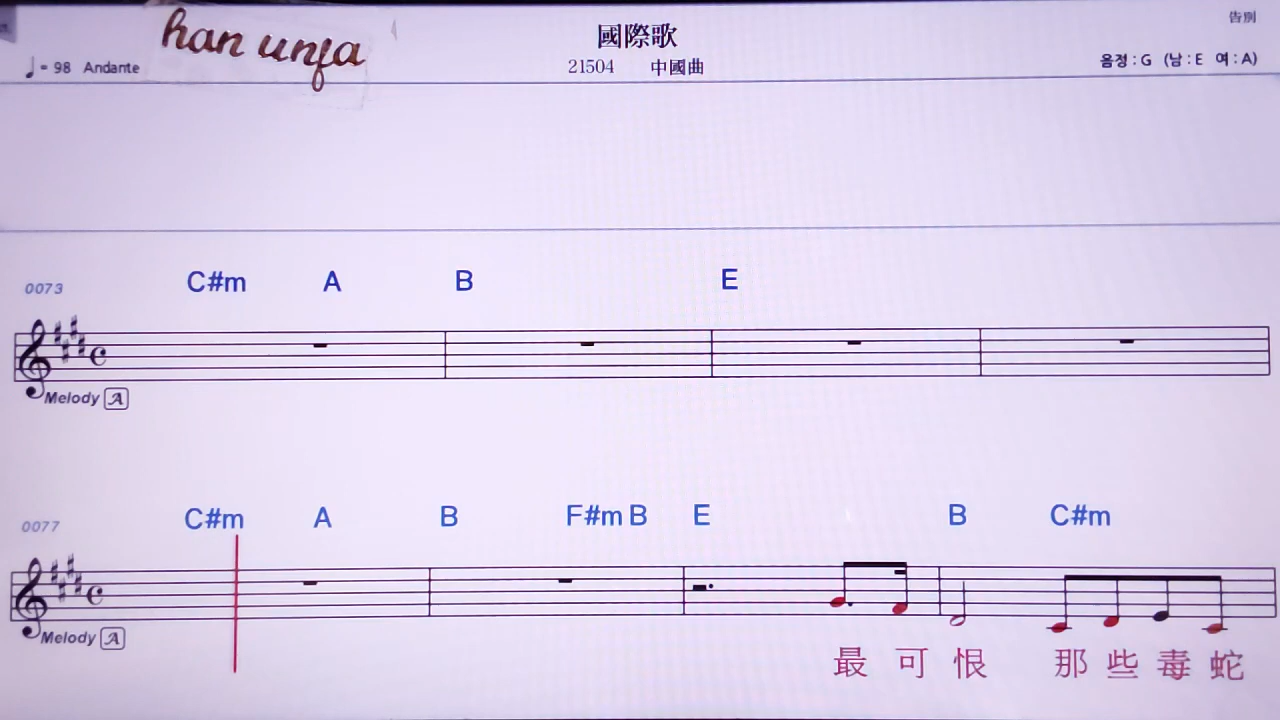 han unfa
國際歌
告別
♩= 98 Andante
21504 中國曲
음정 : G (남 : E 여 : A)
0073
C#m A B E
Melody A
0077
C#m A B F#m B E B C#m
Melody A
最 可 恨 那 些 毒 蛇